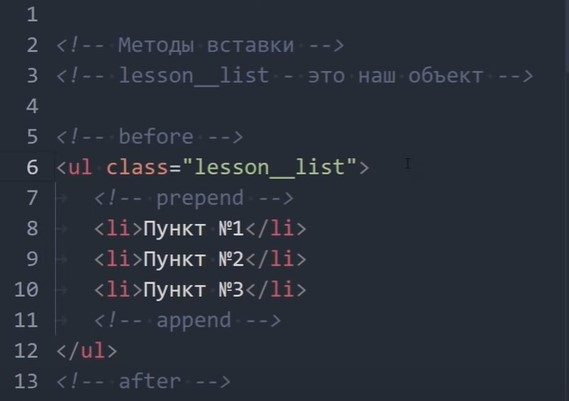 1
2 <!-- Методы вставки -->
3 <!-- lesson__list - это наш объект -->
4
5 <!-- before -->
6 <ul class="lesson__list">
7 <!-- prepend -->
8 <li>Пункт №1</li>
9 <li>Пункт №2</li>
10 <li>Пункт №3</li>
11 <!-- append -->
12 </ul>
13 <!-- after -->